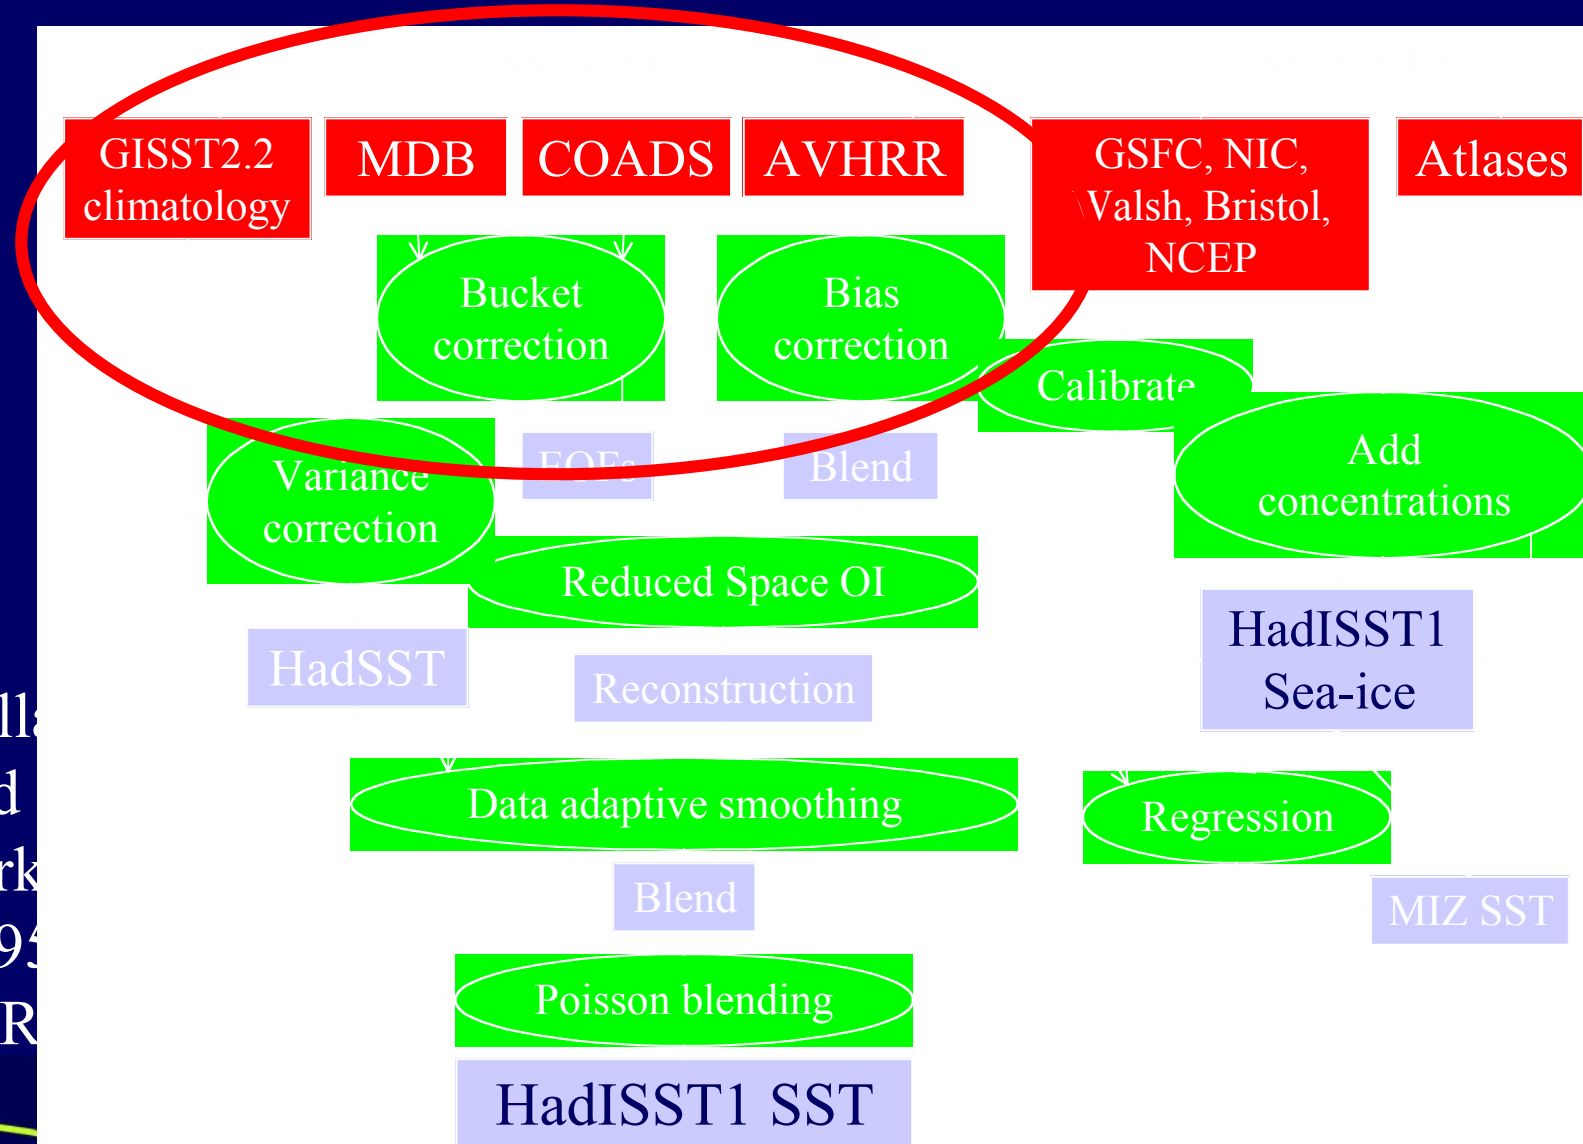 GISST2.2
climatology
MDB
COADS
AVHRR
GSFC, NIC,
Walsh, Bristol,
NCEP
Atlases
Bucket
correction
Bias
correction
Calibrate
Add
concentrations
Variance
correction
EOFs
Blend
Reduced Space OI
HadSST
Reconstruction
HadISST1
Sea-ice
Data adaptive smoothing
Regression
Blend
MIZ SST
Poisson blending
HadISST1 SST